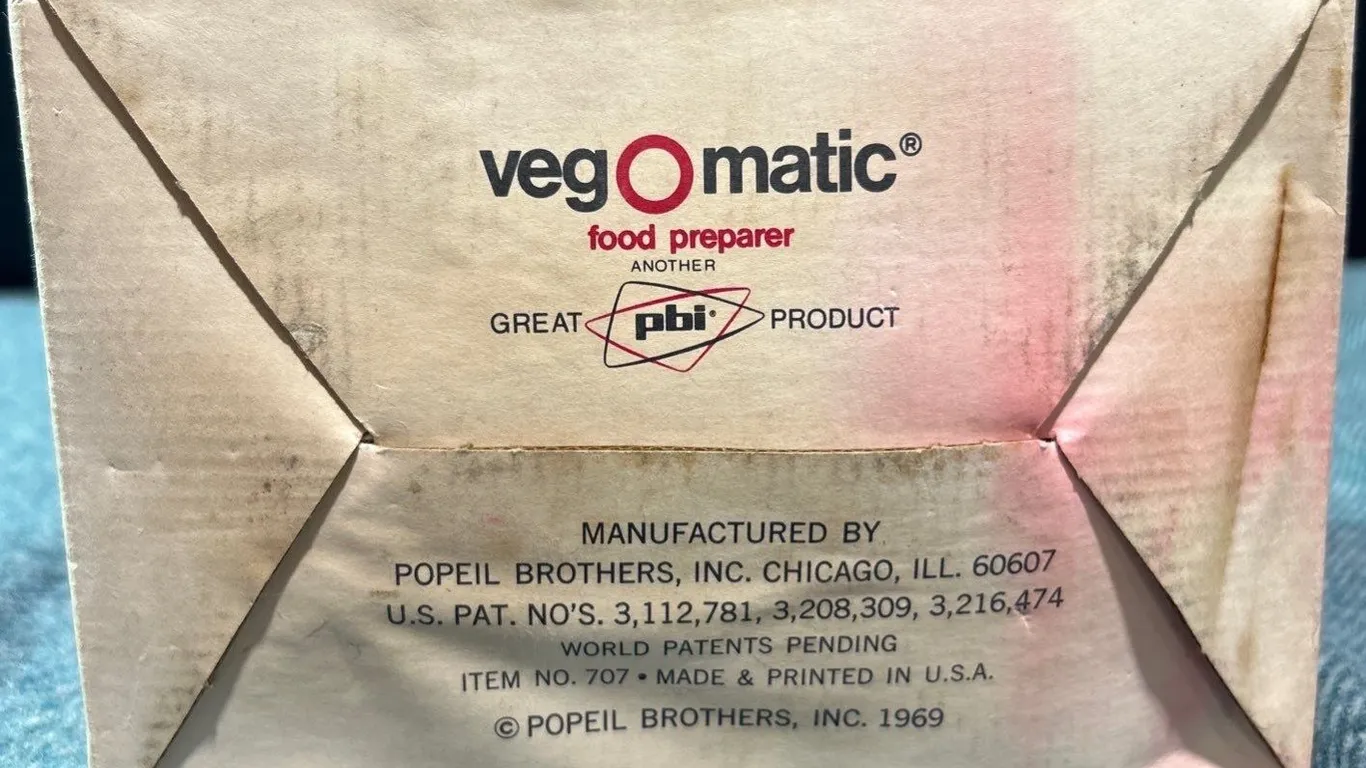 vegOmatic®
food preparer
ANOTHER
GREAT pbi® PRODUCT
MANUFACTURED BY
POPEIL BROTHERS, INC. CHICAGO, ILL. 60607
U.S. PAT. NO'S. 3,112,781, 3,208,309, 3,216,474
WORLD PATENTS PENDING
ITEM NO. 707 • MADE & PRINTED IN U.S.A.
© POPEIL BROTHERS, INC. 1969